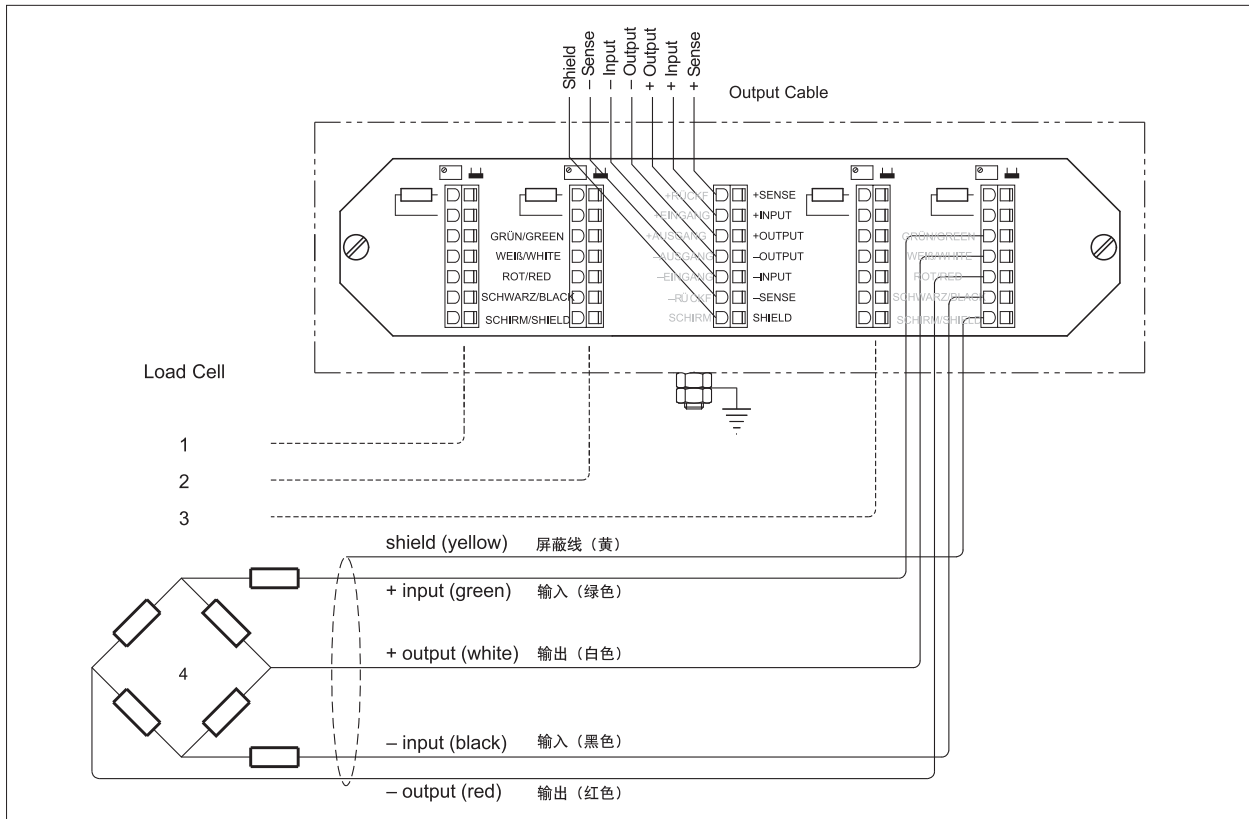 Shield
– Sense
– Input
– Output
+ Output
+ Input
+ Sense
Output Cable
GRÜN/GREEN
WEIß/WHITE
ROT/RED
SCHWARZ/BLACK
SCHIRM/SHIELD
+RÜCKF +SENSE
+EINGANG +INPUT
+AUSGANG +OUTPUT
–AUSGANG –OUTPUT
–EINGANG –INPUT
–RÜCKF –SENSE
SCHIRM SHIELD
GRÜN/GREEN
WEIß/WHITE
ROT/RED
SCHWARZ/BLACK
SCHIRM/SHIELD
Load Cell
1
2
3
shield (yellow) 屏蔽线（黄）
+ input (green) 输入（绿色）
+ output (white) 输出（白色）
4
– input (black) 输入（黑色）
– output (red) 输出（红色）